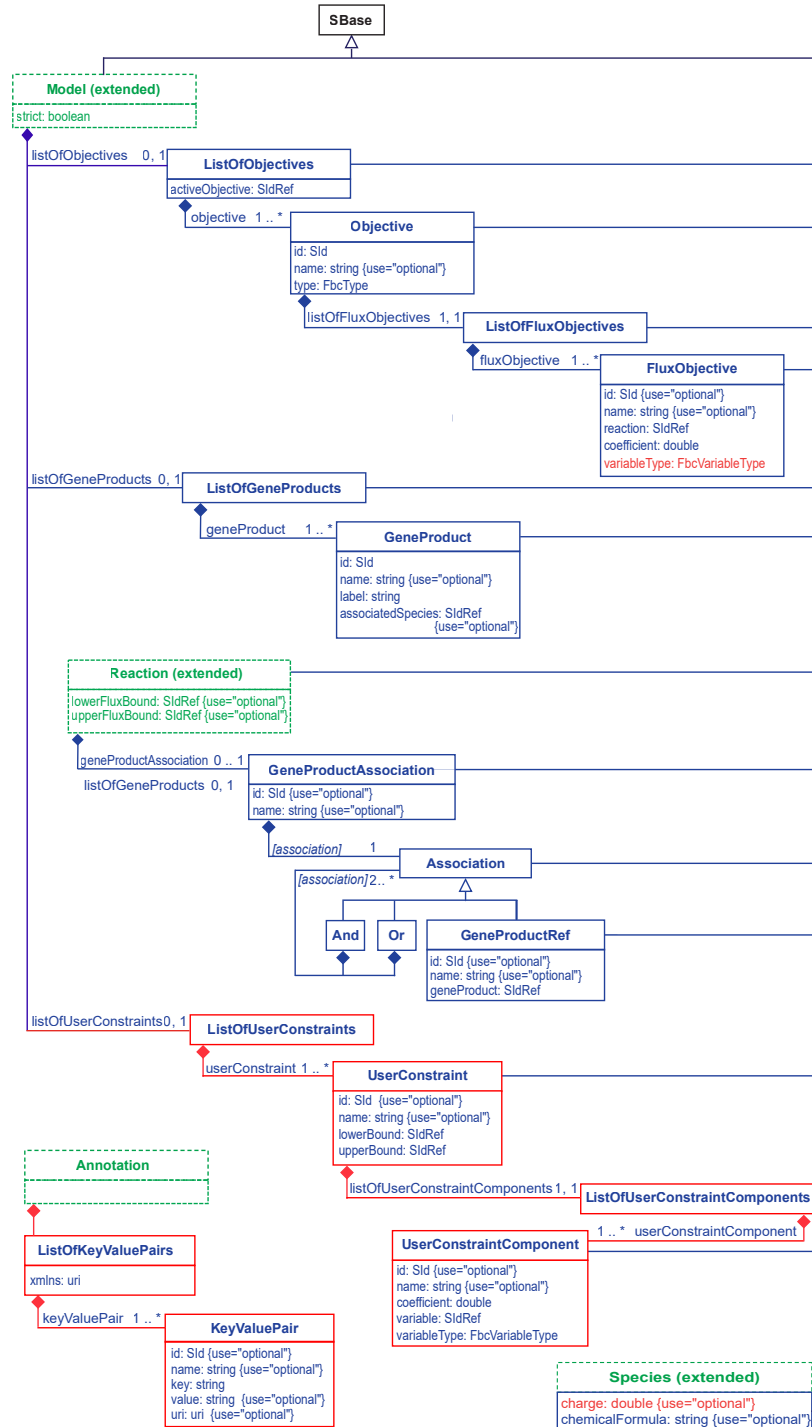 SBase
Model (extended)
strict: boolean
listOfObjectives 0, 1
ListOfObjectives
activeObjective: SIdRef
objective 1 .. *
Objective
id: SId
name: string {use="optional"}
type: FbcType
listOfFluxObjectives 1, 1
ListOfFluxObjectives
fluxObjective 1 .. *
FluxObjective
id: SId {use="optional"}
name: string {use="optional"}
reaction: SIdRef
coefficient: double
variableType: FbcVariableType
listOfGeneProducts 0, 1
ListOfGeneProducts
geneProduct 1 .. *
GeneProduct
id: SId
name: string {use="optional"}
label: string
associatedSpecies: SIdRef
{use="optional"}
Reaction (extended)
lowerFluxBound: SIdRef {use="optional"}
upperFluxBound: SIdRef {use="optional"}
geneProductAssociation 0 .. 1
listOfGeneProducts 0, 1
GeneProductAssociation
id: SId {use="optional"}
name: string {use="optional"}
[association] 1
Association
[association] 2.. *
And
Or
GeneProductRef
id: SId {use="optional"}
name: string {use="optional"}
geneProduct: SIdRef
listOfUserConstraints 0, 1
ListOfUserConstraints
userConstraint 1 .. *
UserConstraint
id: SId {use="optional"}
name: string {use="optional"}
lowerBound: SIdRef
upperBound: SIdRef
listOfUserConstraintComponents 1, 1
ListOfUserConstraintComponents
1 .. * userConstraintComponent
UserConstraintComponent
id: SId {use="optional"}
name: string {use="optional"}
coefficient: double
variable: SIdRef
variableType: FbcVariableType
Annotation
ListOfKeyValuePairs
xmlns: uri
keyValuePair 1 .. *
KeyValuePair
id: SId {use="optional"}
name: string {use="optional"}
key: string
value: string {use="optional"}
uri: uri {use="optional"}
Species (extended)
charge: double {use="optional"}
chemicalFormula: string {use="optional"}